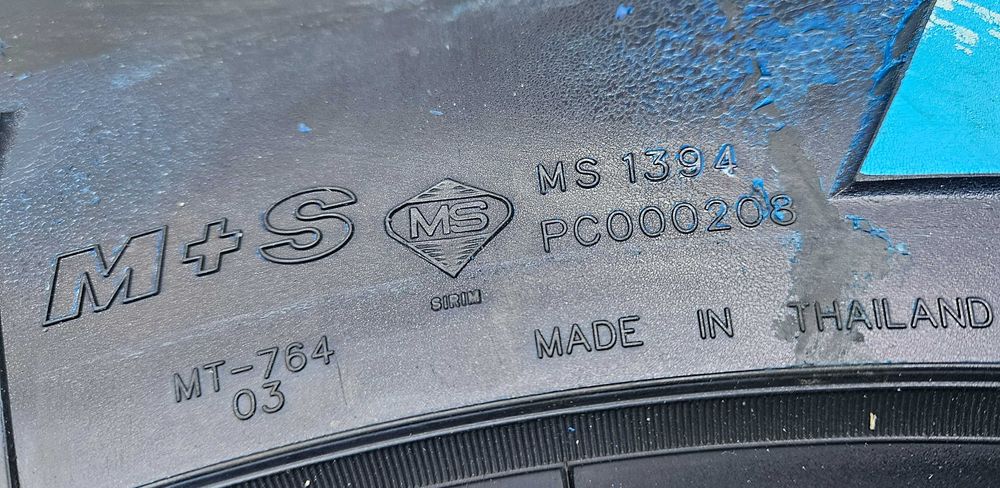 M+S
MS
SIRIM
MS 1394
PC000208
MT-764
03
MADE IN THAILAND